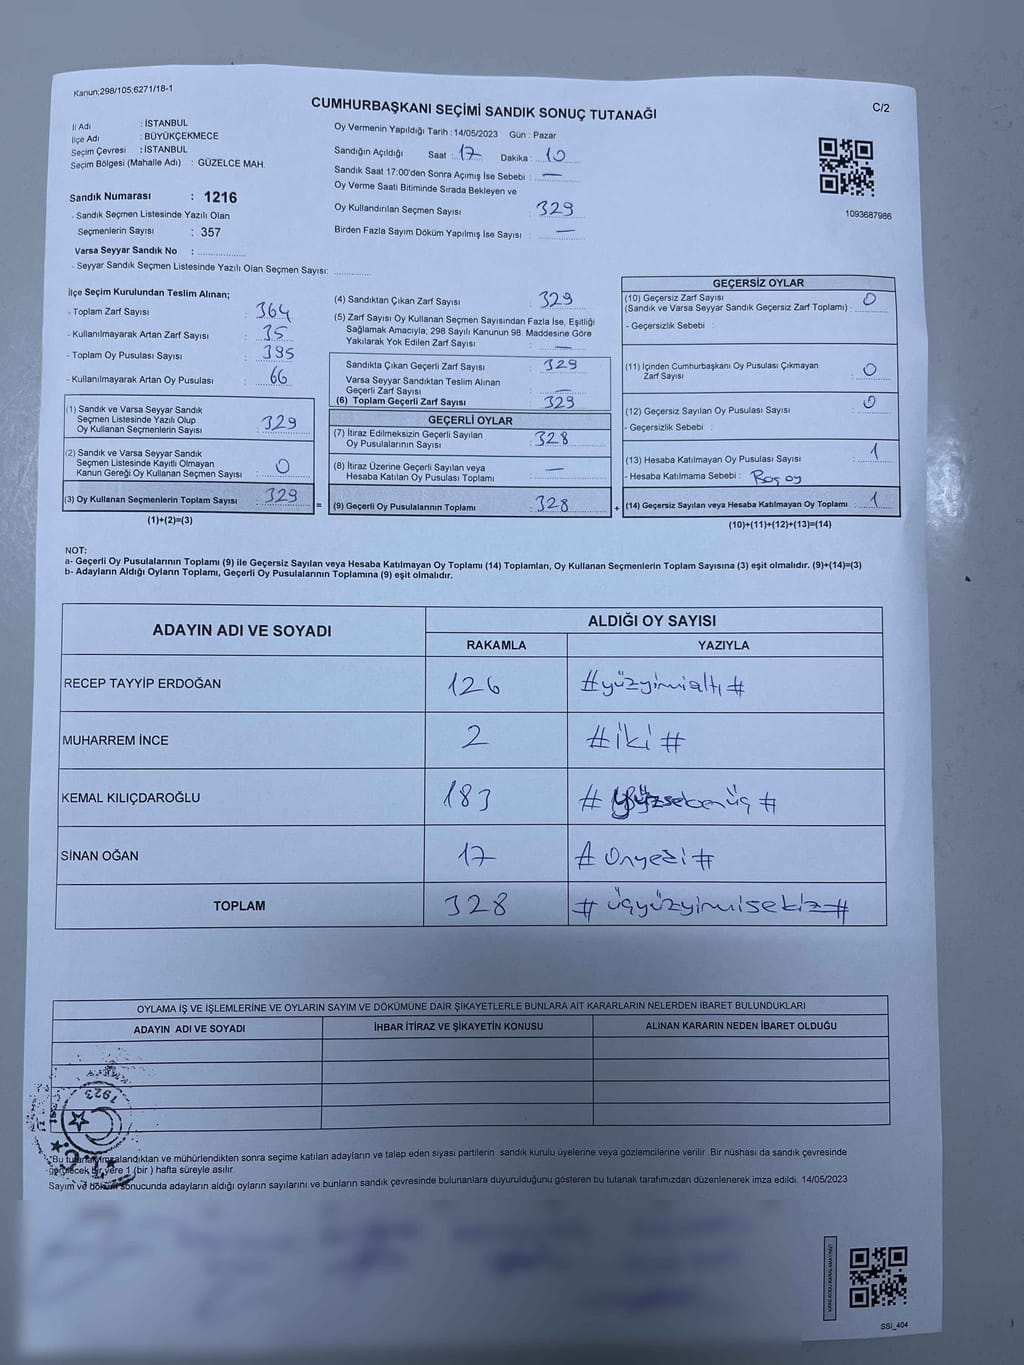 Kanun;298/105;6271/18-1
CUMHURBAŞKANI SEÇİMİ SANDIK SONUÇ TUTANAĞI
C/2
İl Adı : İSTANBUL
İlçe Adı : BÜYÜKÇEKMECE
Seçim Çevresi : İSTANBUL
Seçim Bölgesi (Mahalle Adı) : GÜZELCE MAH.
Sandık Numarası : 1216
- Sandık Seçmen Listesinde Yazılı Olan
Seçmenlerin Sayısı : 357
Varsa Seyyar Sandık No :
- Seyyar Sandık Seçmen Listesinde Yazılı Olan Seçmen Sayısı:
Oy Vermenin Yapıldığı Tarih : 14/05/2023 Gün : Pazar
Sandığın Açıldığı Saat : 17 Dakika : 10
Sandık Saat 17:00'den Sonra Açımış İse Sebebi : —
Oy Verme Saati Bitiminde Sırada Bekleyen ve
Oy Kullandırılan Seçmen Sayısı : 329
Birden Fazla Sayım Döküm Yapılmış İse Sayısı : —
1093687986
İlçe Seçim Kurulundan Teslim Alınan;
- Toplam Zarf Sayısı : 364
- Kullanılmayarak Artan Zarf Sayısı : 35
- Toplam Oy Pusulası Sayısı : 395
- Kullanılmayarak Artan Oy Pusulası : 66
(1) Sandık ve Varsa Seyyar Sandık
Seçmen Listesinde Yazılı Olup
Oy Kullanan Seçmenlerin Sayısı : 329
(2) Sandık ve Varsa Seyyar Sandık
Seçmen Listesinde Kayıtlı Olmayan
Kanun Gereği Oy Kullanan Seçmen Sayısı : 0
(3) Oy Kullanan Seçmenlerin Toplam Sayısı : 329
(1)+(2)=(3)
(4) Sandıktan Çıkan Zarf Sayısı : 329
(5) Zarf Sayısı Oy Kullanan Seçmen Sayısından Fazla İse, Eşitliği
Sağlamak Amacıyla; 298 Sayılı Kanunun 98. Maddesine Göre
Yakılarak Yok Edilen Zarf Sayısı : —
Sandıkta Çıkan Geçerli Zarf Sayısı : 329
Varsa Seyyar Sandıktan Teslim Alınan
Geçerli Zarf Sayısı : —
(6) Toplam Geçerli Zarf Sayısı : 329
GEÇERLİ OYLAR
(7) İtiraz Edilmeksizin Geçerli Sayılan
Oy Pusulalarının Sayısı : 328
(8) İtiraz Üzerine Geçerli Sayılan veya
Hesaba Katılan Oy Pusulası Toplamı : —
= (9) Geçerli Oy Pusulalarının Toplamı : 328
GEÇERSİZ OYLAR
(10) Geçersiz Zarf Sayısı
(Sandık ve Varsa Seyyar Sandık Geçersiz Zarf Toplamı) : 0
- Geçersizlik Sebebi :
(11) İçinden Cumhurbaşkanı Oy Pusulası Çıkmayan
Zarf Sayısı : 0
(12) Geçersiz Sayılan Oy Pusulası Sayısı : 0
- Geçersizlik Sebebi :
(13) Hesaba Katılmayan Oy Pusulası Sayısı : 1
- Hesaba Katılmama Sebebi : Boş oy
+ (14) Geçersiz Sayılan veya Hesaba Katılmayan Oy Toplamı : 1
(10)+(11)+(12)+(13)=(14)
NOT:
a- Geçerli Oy Pusulalarının Toplamı (9) ile Geçersiz Sayılan veya Hesaba Katılmayan Oy Toplamı (14) Toplamları, Oy Kullanan Seçmenlerin Toplam Sayısına (3) eşit olmalıdır. (9)+(14)=(3)
b- Adayların Aldığı Oyların Toplamı, Geçerli Oy Pusulalarının Toplamına (9) eşit olmalıdır.
ADAYIN ADI VE SOYADI
ALDIĞI OY SAYISI
RAKAMLA YAZIYLA
RECEP TAYYİP ERDOĞAN 126 #yüzyirmialtı#
MUHARREM İNCE 2 #iki#
KEMAL KILIÇDAROĞLU 183 #yüzseksenüç#
SİNAN OĞAN 17 #Onyedi#
TOPLAM 328 #üçyüzyirmisekiz#
OYLAMA İŞ VE İŞLEMLERİNE VE OYLARIN SAYIM VE DÖKÜMÜNE DAİR ŞİKAYETLERLE BUNLARA AİT KARARLARIN NELERDEN İBARET BULUNDUKLARI
ADAYIN ADI VE SOYADI İHBAR İTİRAZ VE ŞİKAYETİN KONUSU ALINAN KARARIN NEDEN İBARET OLDUĞU
1923
"Bu tutanak imzalandıktan ve mühürlendikten sonra seçime katılan adayların ve talep eden siyasi partilerin sandık kurulu üyelerine veya gözlemcilerine verilir. Bir nüshası da sandık çevresinde
görülecek bir yere 1 (bir) hafta süreyle asılır.
Sayım ve döküm sonucunda adayların aldığı oyların sayılarını ve bunların sandık çevresinde bulunanlara duyurulduğunu gösteren bu tutanak tarafımızdan düzenlenerek imza edildi. 14/05/2023
SSI_404